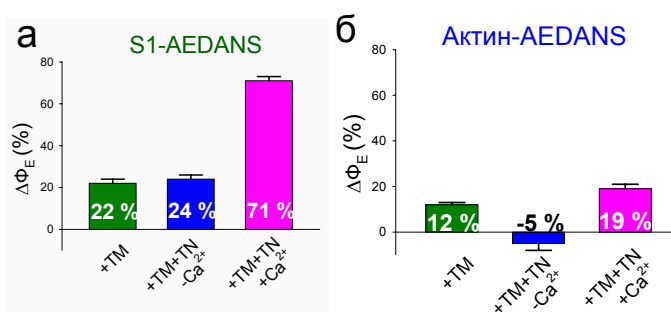 а
S1-AEDANS
ΔΦE (%)
80
60
40
20
0
22 %
24 %
71 %
+TM
+TM+TN
-Ca2+
+TM+TN
+Ca2+
б
Актин-AEDANS
ΔΦE (%)
80
60
40
20
0
12 %
-5 %
19 %
+TM
+TM+TN
-Ca2+
+TM+TN
+Ca2+